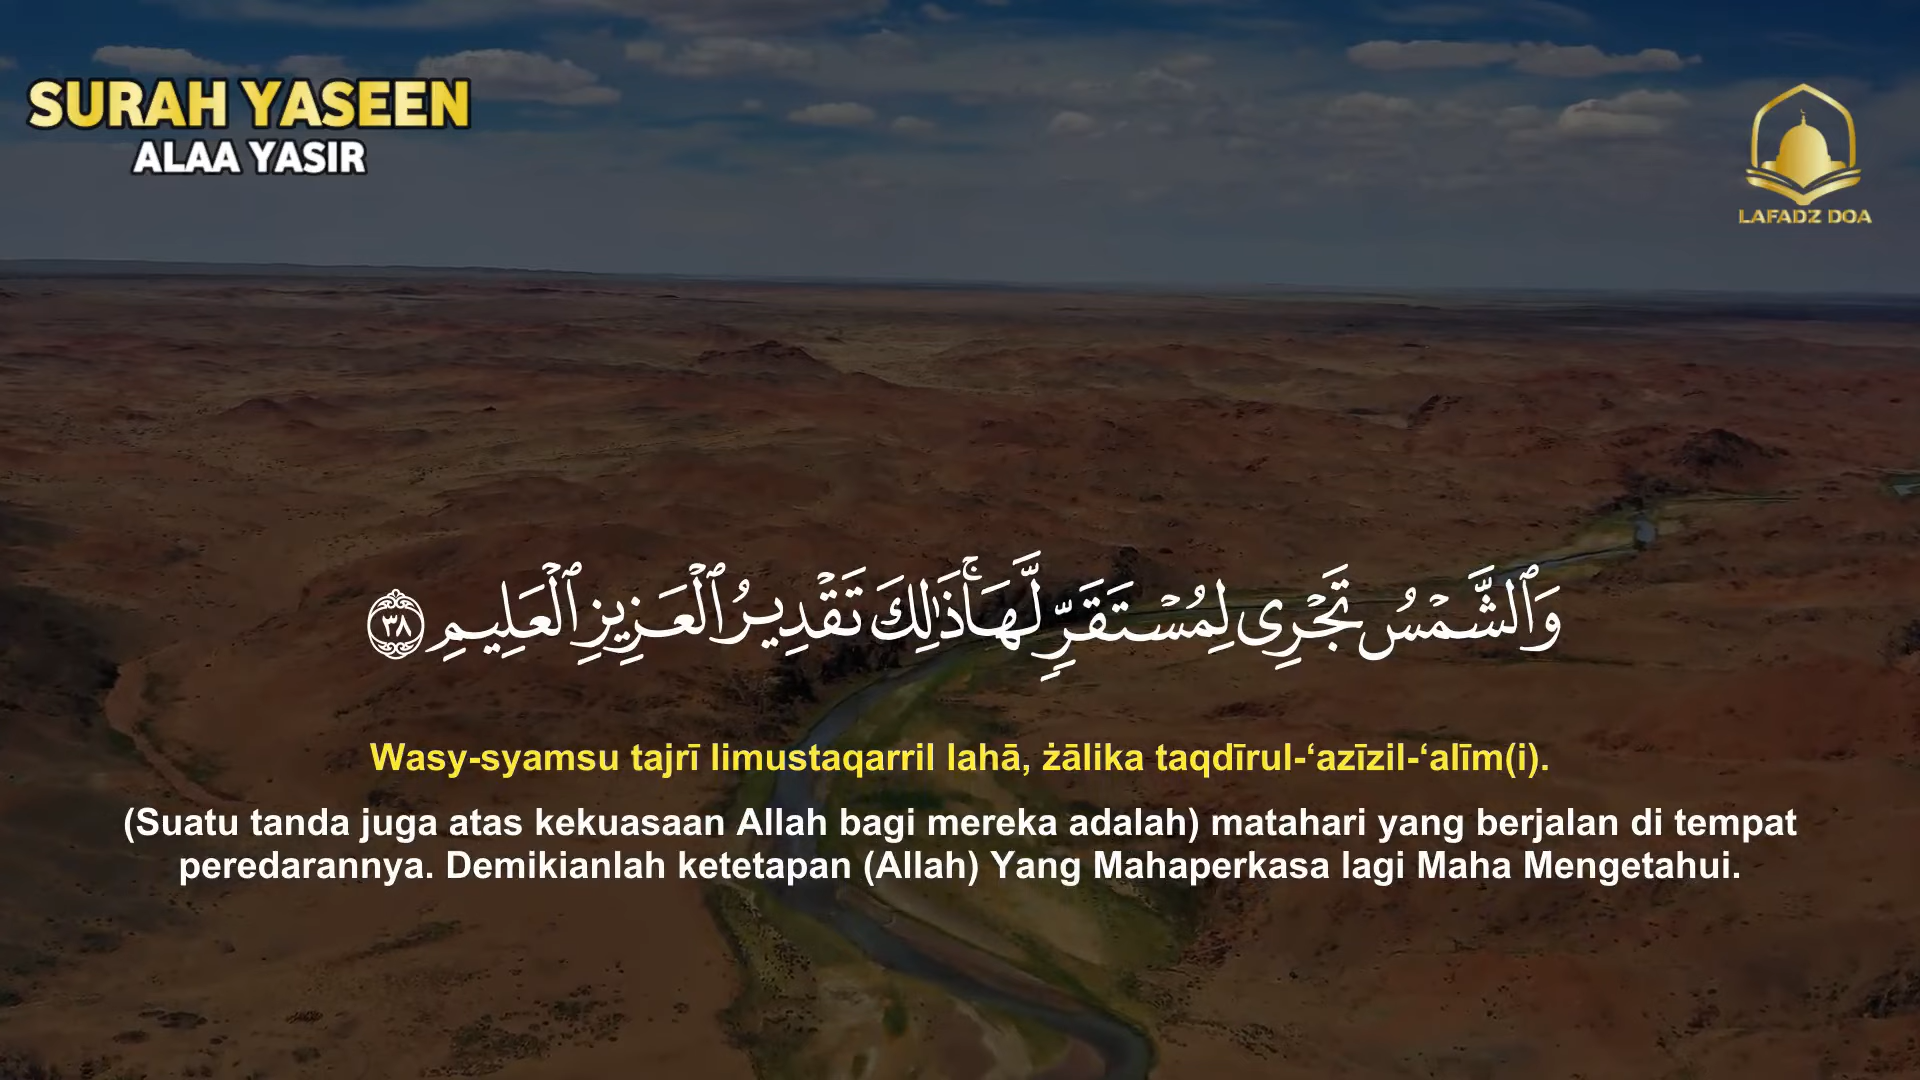 SURAH YASEEN
ALAA YASIR
LAFADZ DOA
وَٱلشَّمْسُ تَجْرِى لِمُسْتَقَرٍّ لَّهَا ۚ ذَٰلِكَ تَقْدِيرُ ٱلْعَزِيزِ ٱلْعَلِيمِ ٣٨
Wasy-syamsu tajrī limustaqarril lahā, żālika taqdīrul-‘azīzil-‘alīm(i).
(Suatu tanda juga atas kekuasaan Allah bagi mereka adalah) matahari yang berjalan di tempat
peredarannya. Demikianlah ketetapan (Allah) Yang Mahaperkasa lagi Maha Mengetahui.